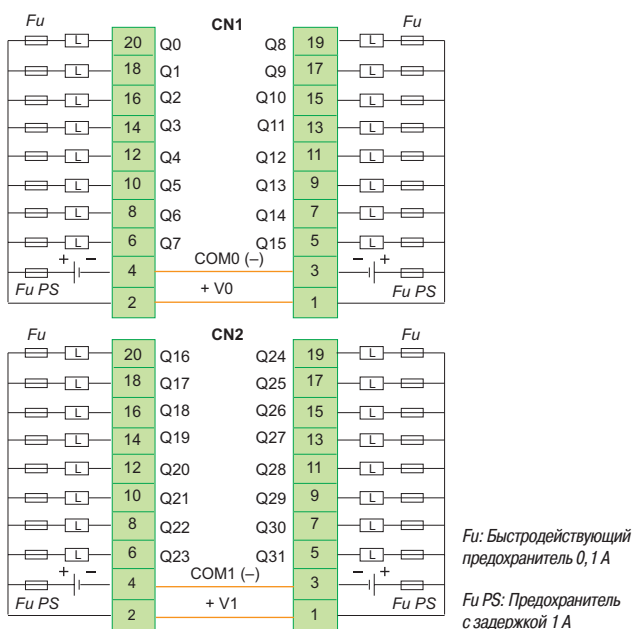 Fu CN1 Fu
L 20 Q0 Q8 19 L
L 18 Q1 Q9 17 L
L 16 Q2 Q10 15 L
L 14 Q3 Q11 13 L
L 12 Q4 Q12 11 L
L 10 Q5 Q13 9 L
L 8 Q6 Q14 7 L
L 6 Q7 Q15 5 L
+ − 4 COM0 (–) 3 − +
Fu PS 2 + V0 1 Fu PS
Fu CN2 Fu
L 20 Q16 Q24 19 L
L 18 Q17 Q25 17 L
L 16 Q18 Q26 15 L
L 14 Q19 Q27 13 L
L 12 Q20 Q28 11 L
L 10 Q21 Q29 9 L
L 8 Q22 Q30 7 L
L 6 Q23 Q31 5 L
+ − 4 COM1 (–) 3 − +
Fu PS 2 + V1 1 Fu PS
Fu: Быстродействующий
предохранитель 0,1 А
Fu PS: Предохранитель
с задержкой 1 А